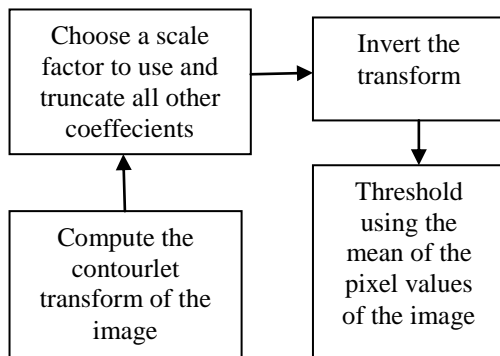 Choose a scale
factor to use and
truncate all other
coeffecients
Invert the
transform
Compute the
contourlet
transform of the
image
Threshold
using the
mean of the
pixel values
of the image